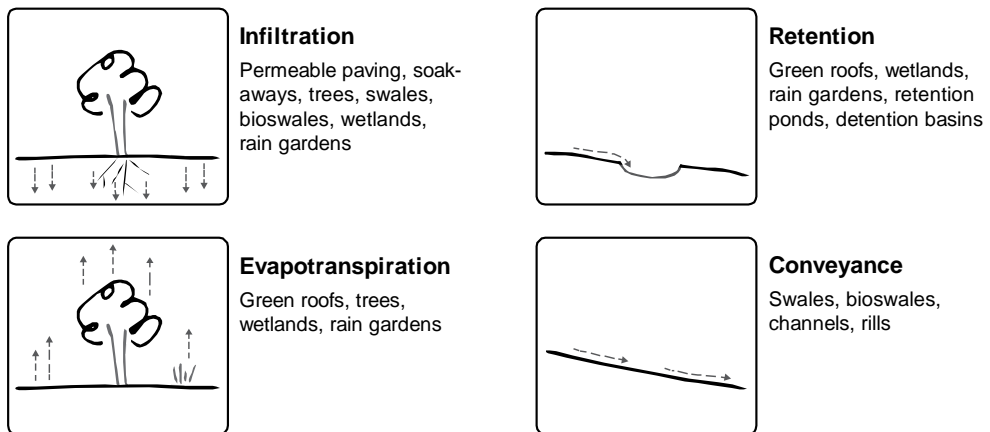 Infiltration
Permeable paving, soak-
aways, trees, swales,
bioswales, wetlands,
rain gardens
Retention
Green roofs, wetlands,
rain gardens, retention
ponds, detention basins
Evapotranspiration
Green roofs, trees,
wetlands, rain gardens
Conveyance
Swales, bioswales,
channels, rills